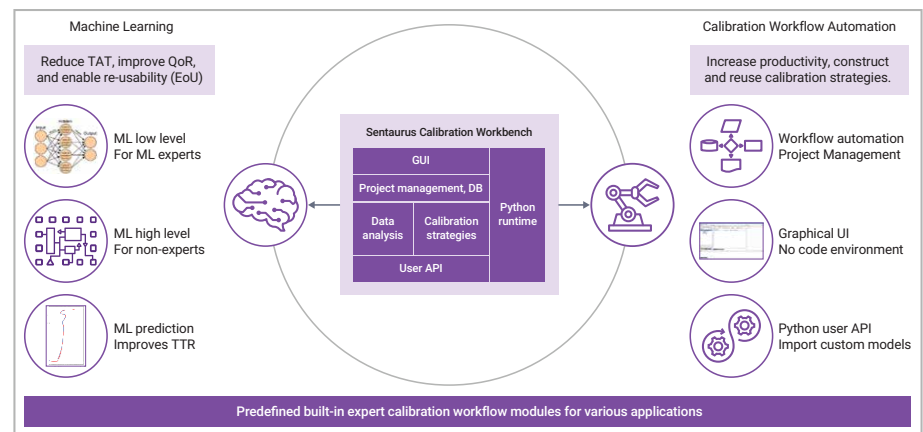 Machine Learning
Reduce TAT, improve QoR,
and enable re-usability (EoU)
Input
Output
ML low level
For ML experts
ML high level
For non-experts
ML prediction
Improves TTR
Sentaurus Calibration Workbench
GUI
Project management, DB
Data
analysis
Calibration
strategies
User API
Python
runtime
Calibration Workflow Automation
Increase productivity, construct
and reuse calibration strategies.
Workflow automation
Project Management
Graphical UI
No code environment
Python user API
Import custom models
Predefined built-in expert calibration workflow modules for various applications